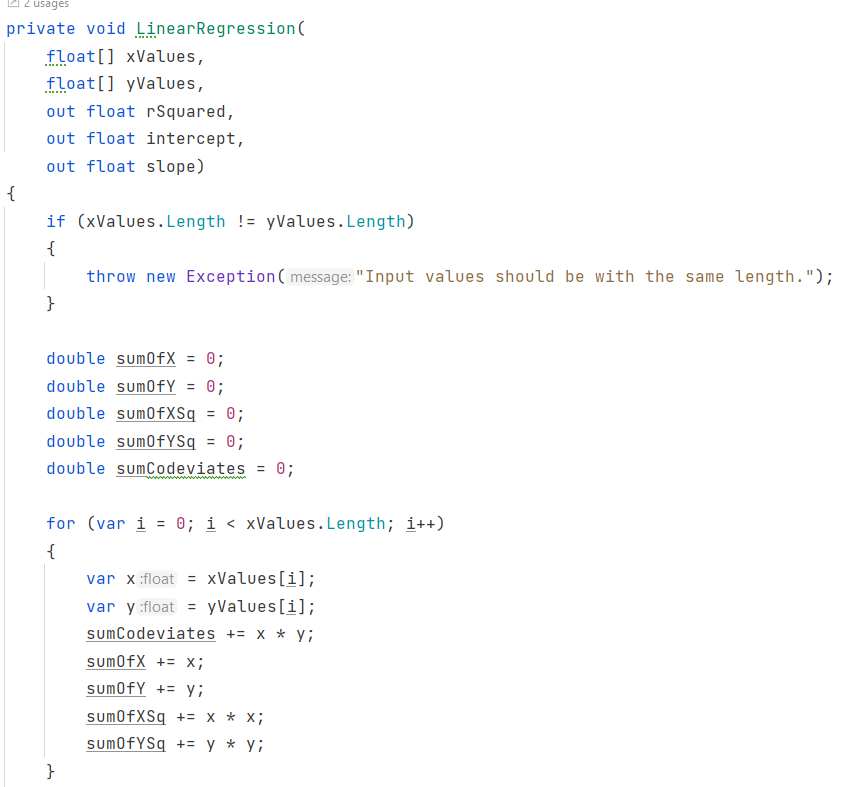 2 usages
private void LinearRegression(
    float[] xValues,
    float[] yValues,
    out float rSquared,
    out float intercept,
    out float slope)
{
    if (xValues.Length != yValues.Length)
    {
        throw new Exception( message: "Input values should be with the same length.");
    }

    double sumOfX = 0;
    double sumOfY = 0;
    double sumOfXSq = 0;
    double sumOfYSq = 0;
    double sumCodeviates = 0;

    for (var i = 0; i < xValues.Length; i++)
    {
        var x :float = xValues[i];
        var y :float = yValues[i];
        sumCodeviates += x * y;
        sumOfX += x;
        sumOfY += y;
        sumOfXSq += x * x;
        sumOfYSq += y * y;
    }